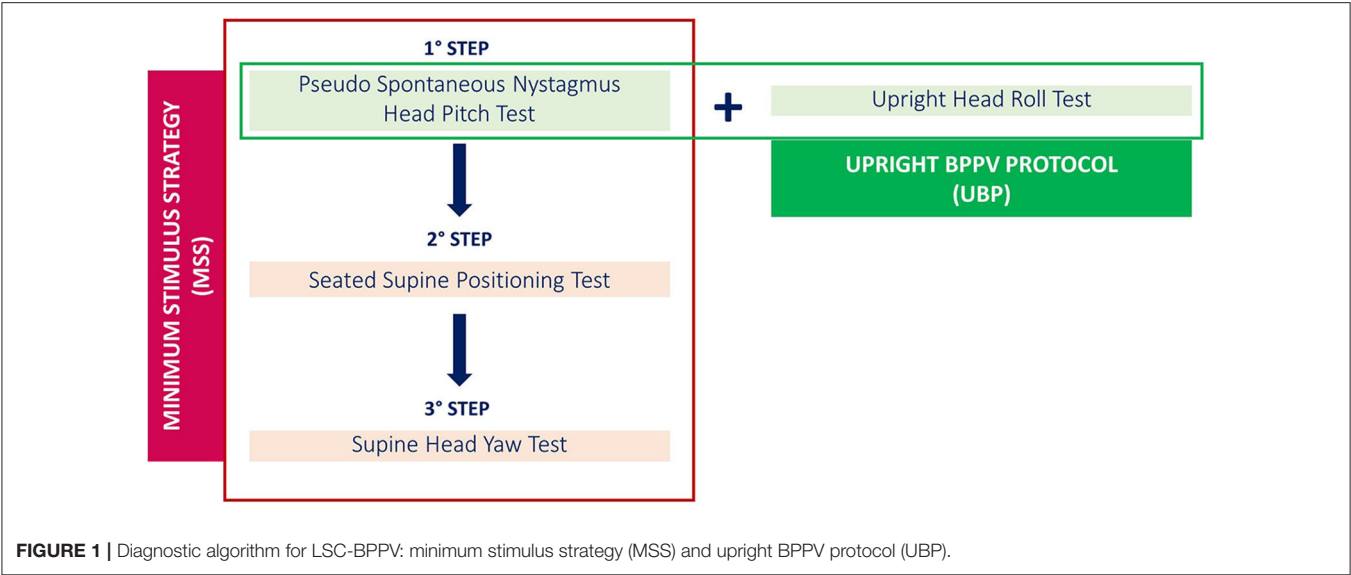 1° STEP
Pseudo Spontaneous Nystagmus
Head Pitch Test
+
Upright Head Roll Test
UPRIGHT BPPV PROTOCOL
(UBP)
MINIMUM STIMULUS STRATEGY
(MSS)
2° STEP
Seated Supine Positioning Test
3° STEP
Supine Head Yaw Test
FIGURE 1 | Diagnostic algorithm for LSC-BPPV: minimum stimulus strategy (MSS) and upright BPPV protocol (UBP).